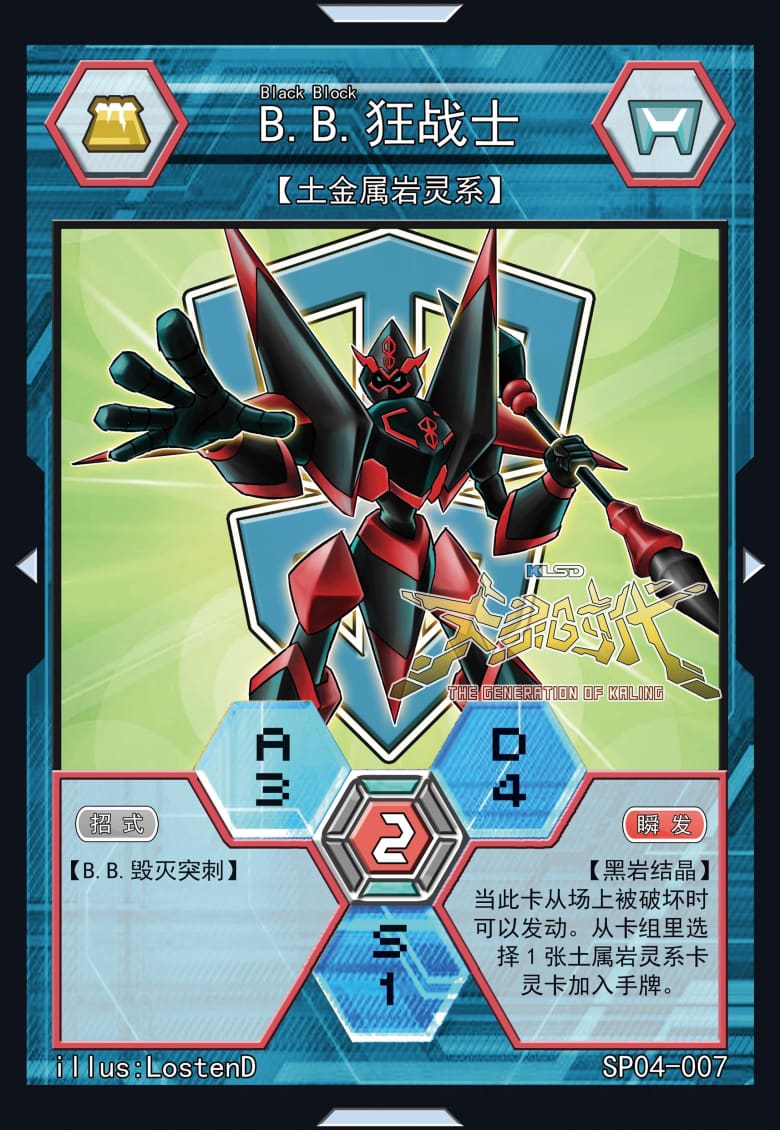 Black Block
B.B.狂战士
【土金属岩灵系】
KLSD
卡灵时代
THE GENERATION OF KALING
A
3
D
4
2
S
1
招式
【B.B.毁灭突刺】
瞬发
【黑岩结晶】
当此卡从场上被破坏时
可以发动。从卡组里选
择1张土属岩灵系卡
灵卡加入手牌。
illus:LostenD
SP04-007